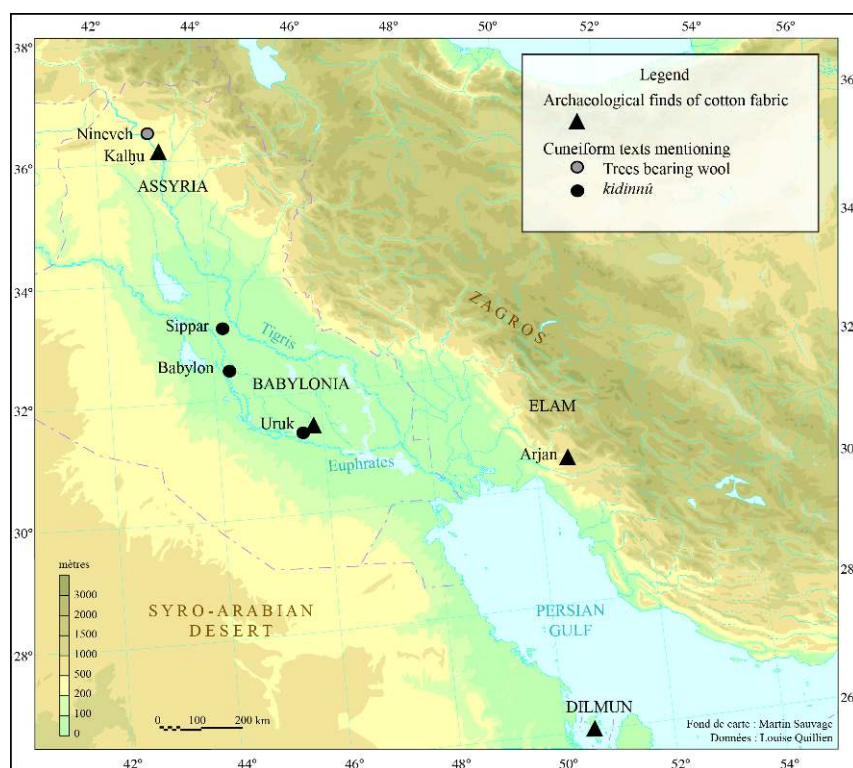 42° 44° 46° 48° 50° 52° 54°
38°
36°
34°
32°
30°
28°
36°
34°
32°
30°
28°
26°
42° 44° 46° 48° 50° 52° 54°
Legend
Archaeological finds of cotton fabric
Cuneiform texts mentioning
Trees bearing wool
kidinnû
Nineveh
Kalḫu
ASSYRIA
Sippar
Tigris
Babylon
BABYLONIA
Uruk
Euphrates
ZAGROS
ELAM
Arjan
mètres
3000
2000
1500
1000
500
200
100
0
SYRO-ARABIAN
DESERT
PERSIAN
GULF
DILMUN
0 100 200 km
Fond de carte : Martin Sauvage
Données : Louise Quillien